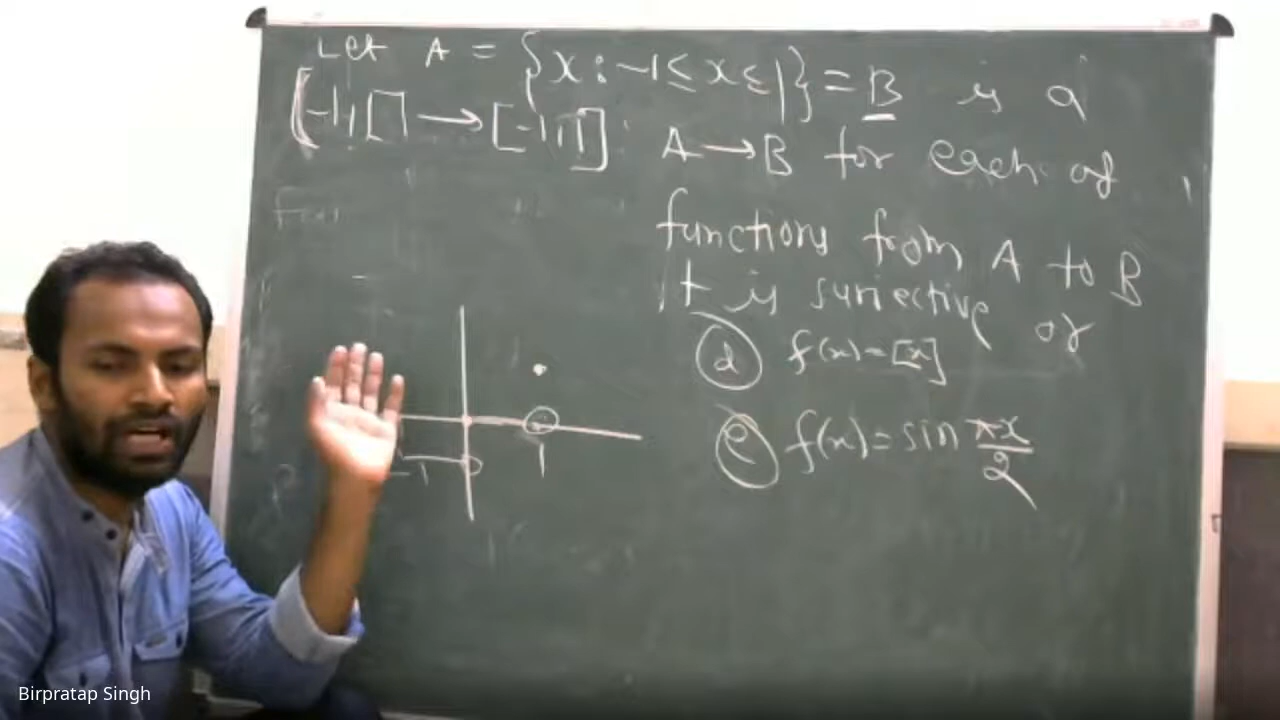 Let A = {x : -1 ≤ x ≤ 1} = B is a
[-1,1] → [-1,1] A → B for each of
functions from A to B
it is surjective or
(d) f(x) = [x]
(e) f(x) = sin πx/2
-1 1
Birpratap Singh